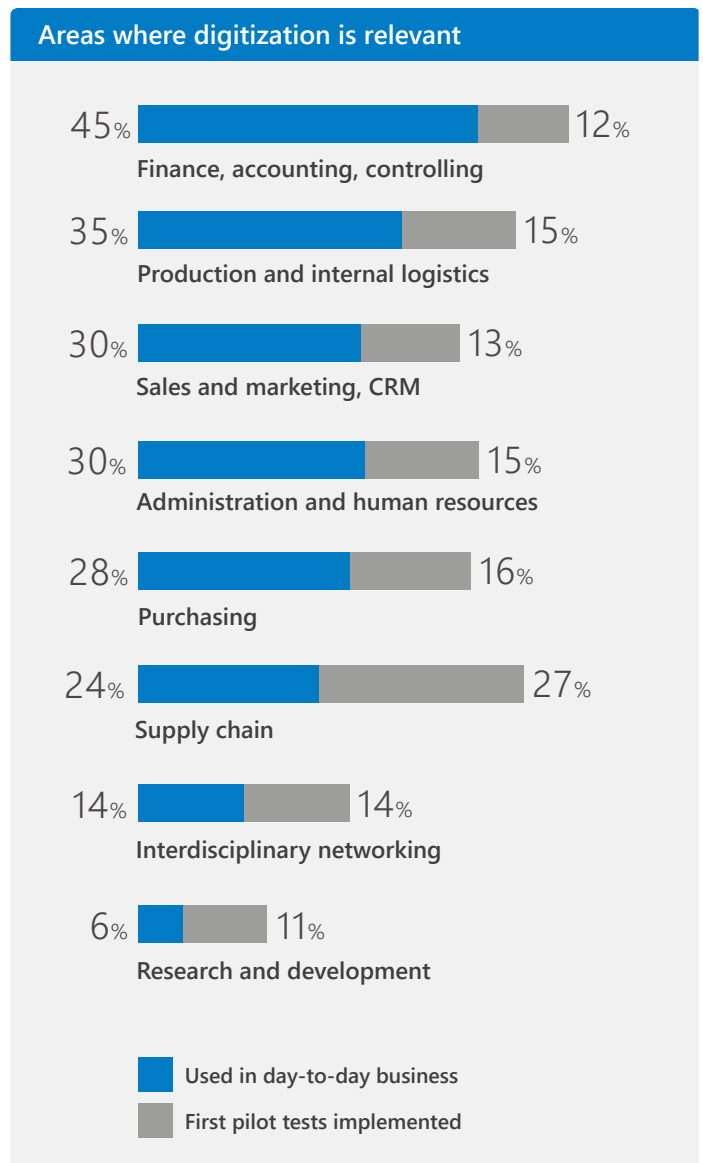 Areas where digitization is relevant
45% 12%
Finance, accounting, controlling
35% 15%
Production and internal logistics
30% 13%
Sales and marketing, CRM
30% 15%
Administration and human resources
28% 16%
Purchasing
24% 27%
Supply chain
14% 14%
Interdisciplinary networking
6% 11%
Research and development
Used in day-to-day business
First pilot tests implemented